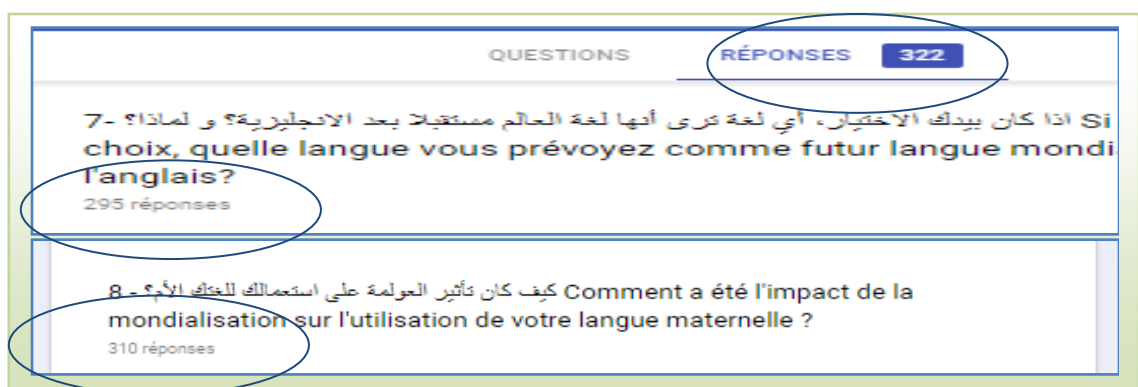 QUESTIONS RÉPONSES 322
7- اذا كان بيدك الاختيار، أي لغة ترى أنها لغة العالم مستقبلا بعد الانجليزية؟ و لماذا؟ Si
choix, quelle langue vous prévoyez comme futur langue mondi
l'anglais?
295 réponses
8 - كيف كان تأثير العولمة على استعمالك للغتك الأم؟ Comment a été l'impact de la
mondialisation sur l'utilisation de votre langue maternelle ?
310 réponses